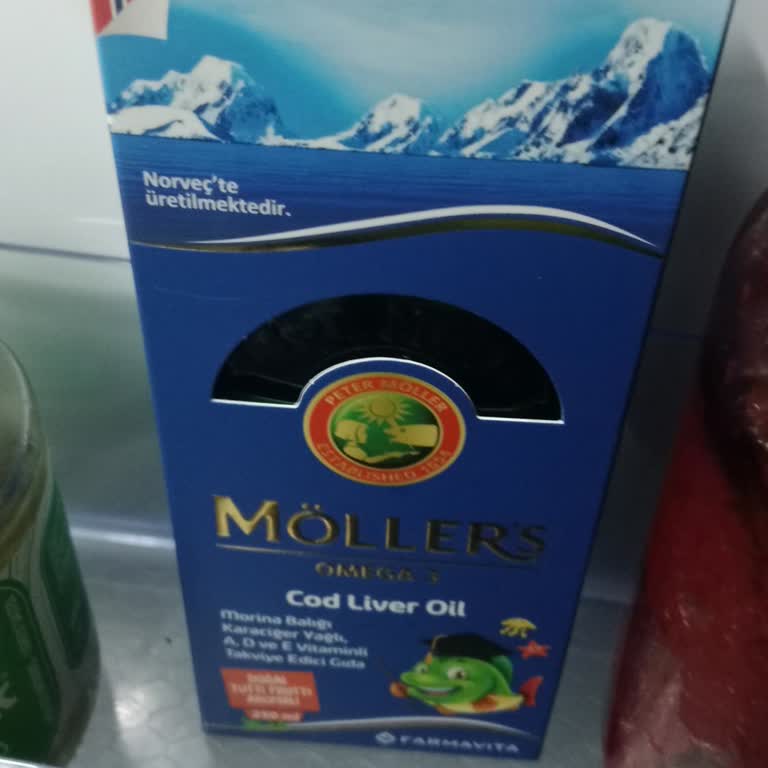 Norveç'te
üretilmektedir.
PETER MÖLLER
ESTABLISHED 1854
MÖLLER'S
OMEGA 3
Cod Liver Oil
Morina Balığı
Karaciğer Yağlı,
A, D ve E Vitaminli
Takviye Edici Gıda
DOĞAL
TUTTI FRUTTI
AROMALI
250 ml
FARMAVITA